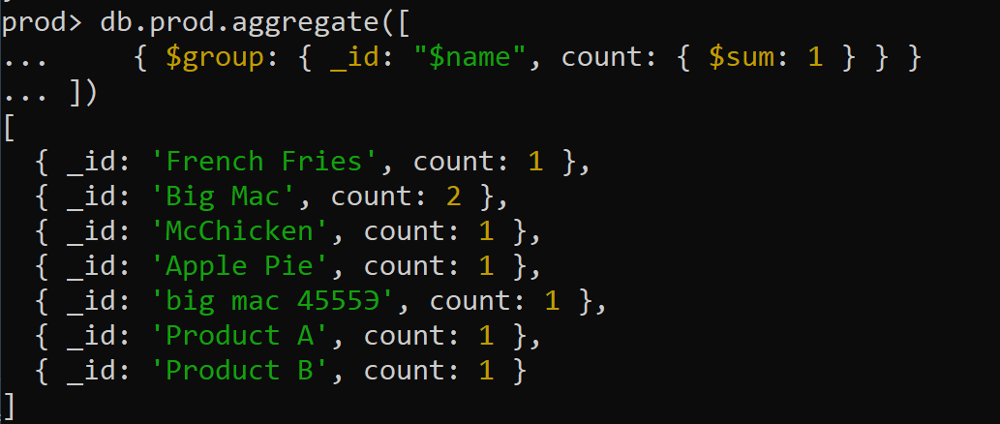 prod> db.prod.aggregate([
...     { $group: { _id: "$name", count: { $sum: 1 } } }
... ])
[
  { _id: 'French Fries', count: 1 },
  { _id: 'Big Mac', count: 2 },
  { _id: 'McChicken', count: 1 },
  { _id: 'Apple Pie', count: 1 },
  { _id: 'big mac 45555Э', count: 1 },
  { _id: 'Product A', count: 1 },
  { _id: 'Product B', count: 1 }
]